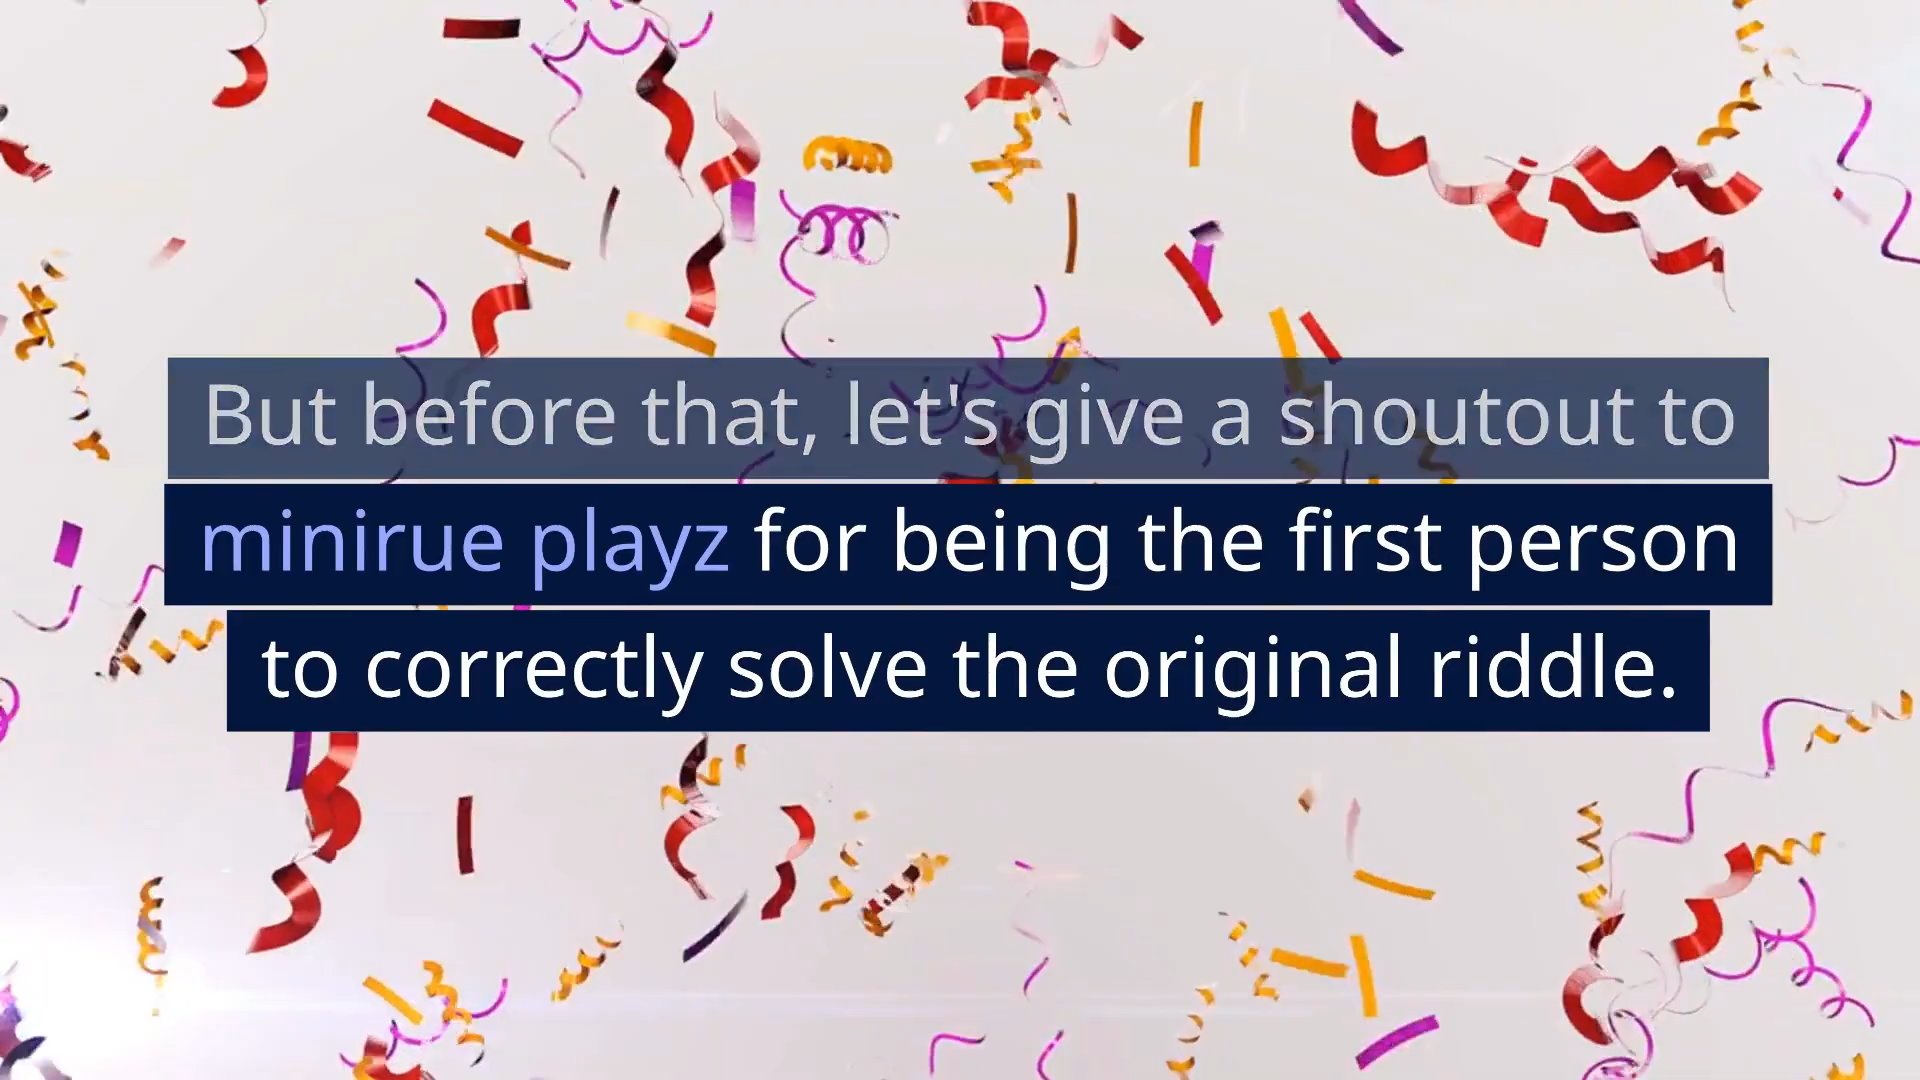 But before that, let's give a shoutout to
minirue playz for being the first person
to correctly solve the original riddle.